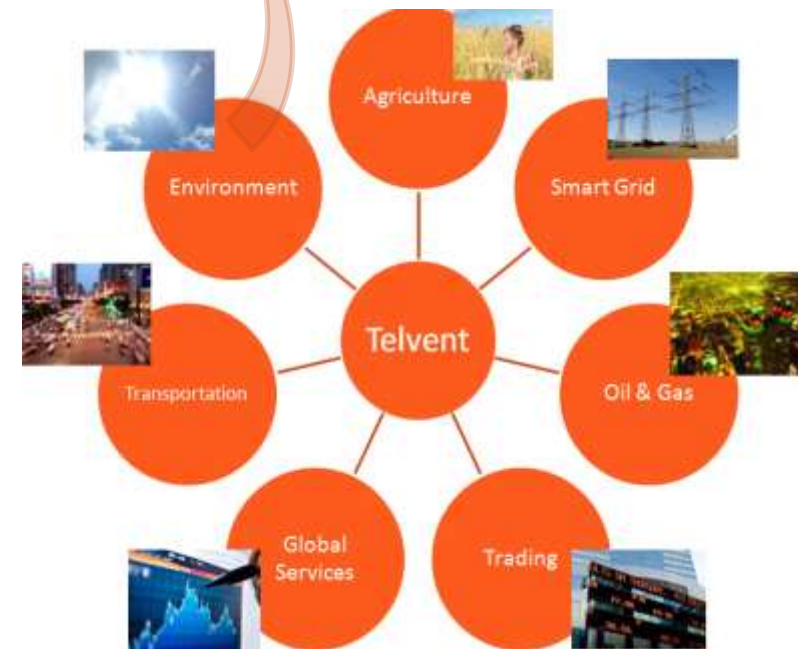 Agriculture
Environment
Smart Grid
Telvent
Transportation
Oil & Gas
Global
Services
Trading